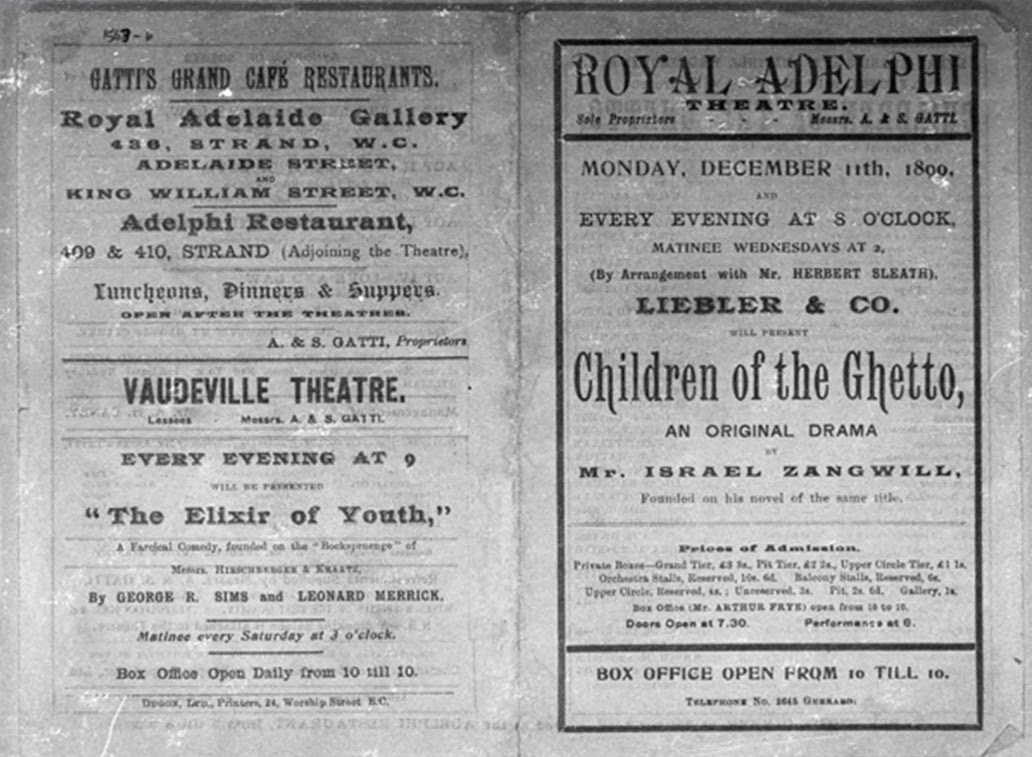 GATTI'S GRAND CAFÉ RESTAURANTS.
Royal Adelaide Gallery
436, STRAND, W.C.
ADELAIDE STREET,
AND
KING WILLIAM STREET, W.C.
Adelphi Restaurant,
409 & 410, STRAND (Adjoining the Theatre),
Luncheons, Dinners & Suppers.
OPEN AFTER THE THEATRES.
A. & S. GATTI, Proprietors
VAUDEVILLE THEATRE.
Lessees - Messrs. A. & S. GATTI.
EVERY EVENING AT 9
WILL BE PRESENTED
"The Elixir of Youth,"
A Farcical Comedy, founded on the "Bockspruenge" of
Messrs. HIRSCHBERGER & KRAATZ,
By GEORGE R. SIMS and LEONARD MERRICK.
Matinee every Saturday at 3 o'clock.
Box Office Open Daily from 10 till 10.
Printers, 24, Worship Street E.C.
ROYAL ADELPHI
THEATRE.
Sole Proprietors - - - Messrs. A. & S. GATTI.
MONDAY, DECEMBER 11th, 1899,
AND
EVERY EVENING AT 8 O'CLOCK,
MATINEE WEDNESDAYS AT 2,
(By Arrangement with Mr. HERBERT SLEATH),
LIEBLER & CO.
WILL PRESENT
Children of the Ghetto,
AN ORIGINAL DRAMA
BY
Mr. ISRAEL ZANGWILL,
Founded on his novel of the same title.
Prices of Admission.
Private Boxes—Grand Tier, £3 3s., Pit Tier, £2 2s., Upper Circle Tier, £1 1s.
Orchestra Stalls, Reserved, 10s. 6d. Balcony Stalls, Reserved, 6s.
Upper Circle, Reserved, 4s.; Unreserved, 3s. Pit, 2s. 6d. Gallery, 1s.
Box Office (Mr. ARTHUR FRYE) open from 10 to 10.
Doors Open at 7.30. Performance at 8.
BOX OFFICE OPEN FROM 10 TILL 10.
TELEPHONE No. 2645 GERRARD.